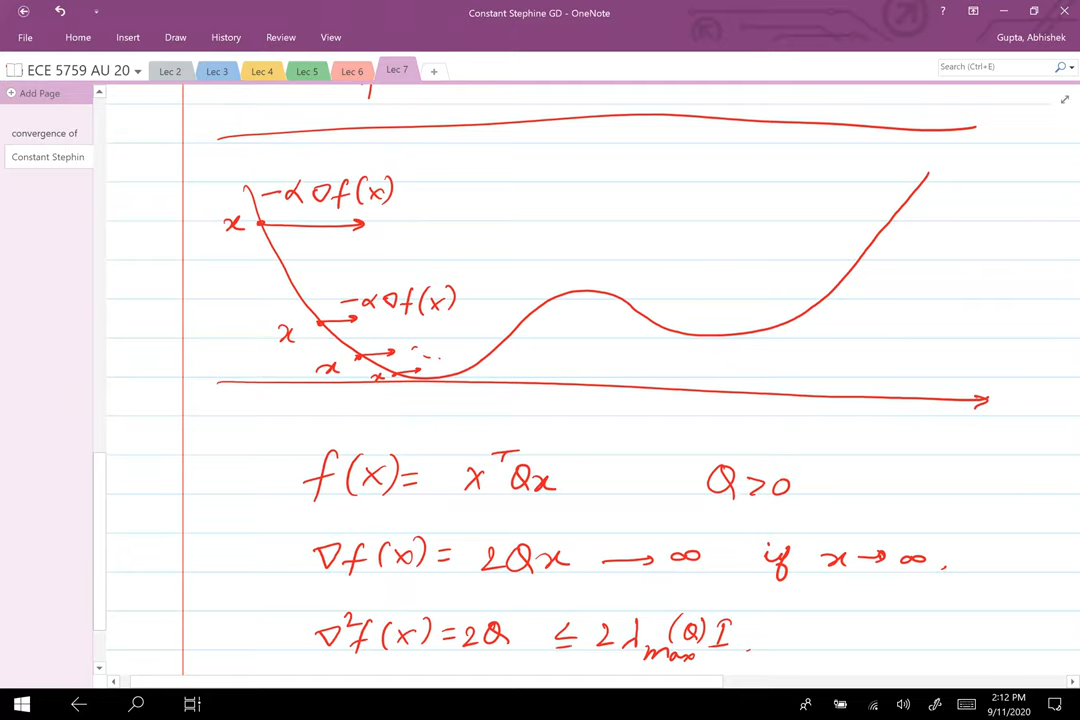 Constant Stephine GD - OneNote
?
File Home Insert Draw History Review View Gupta, Abhishek
ECE 5759 AU 20 Lec 2 Lec 3 Lec 4 Lec 5 Lec 6 Lec 7 + Search (Ctrl+E)
Add Page
convergence of
Constant Stephin
-α∇f(x)
x
-α∇f(x)
x
x
x
f(x)= xᵀQx Q>0
∇f(x)= 2Qx → ∞ if x → ∞.
∇²f(x)=2Q ≤ 2λmax(Q)I.
2:12 PM
9/11/2020